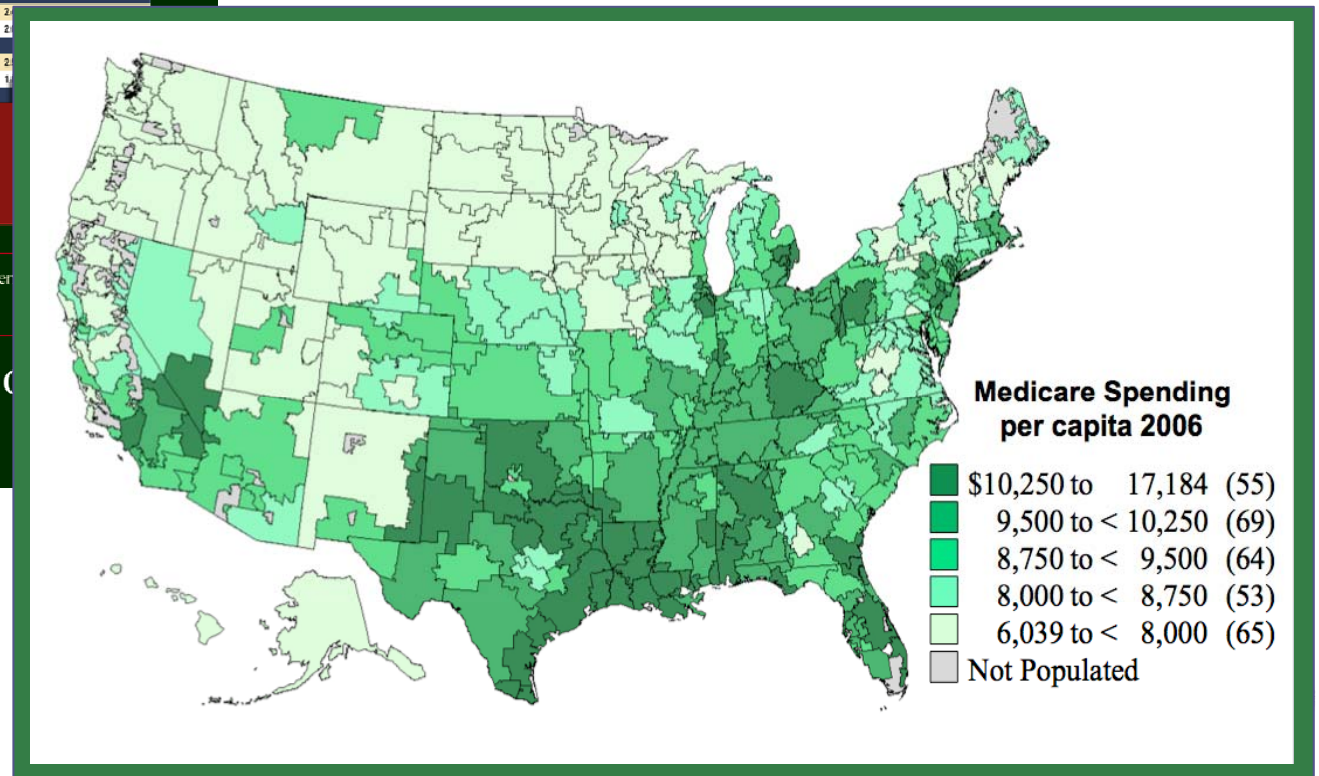 Medicare Spending
per capita 2006
$10,250 to 17,184 (55)
9,500 to < 10,250 (69)
8,750 to < 9,500 (64)
8,000 to < 8,750 (53)
6,039 to < 8,000 (65)
Not Populated